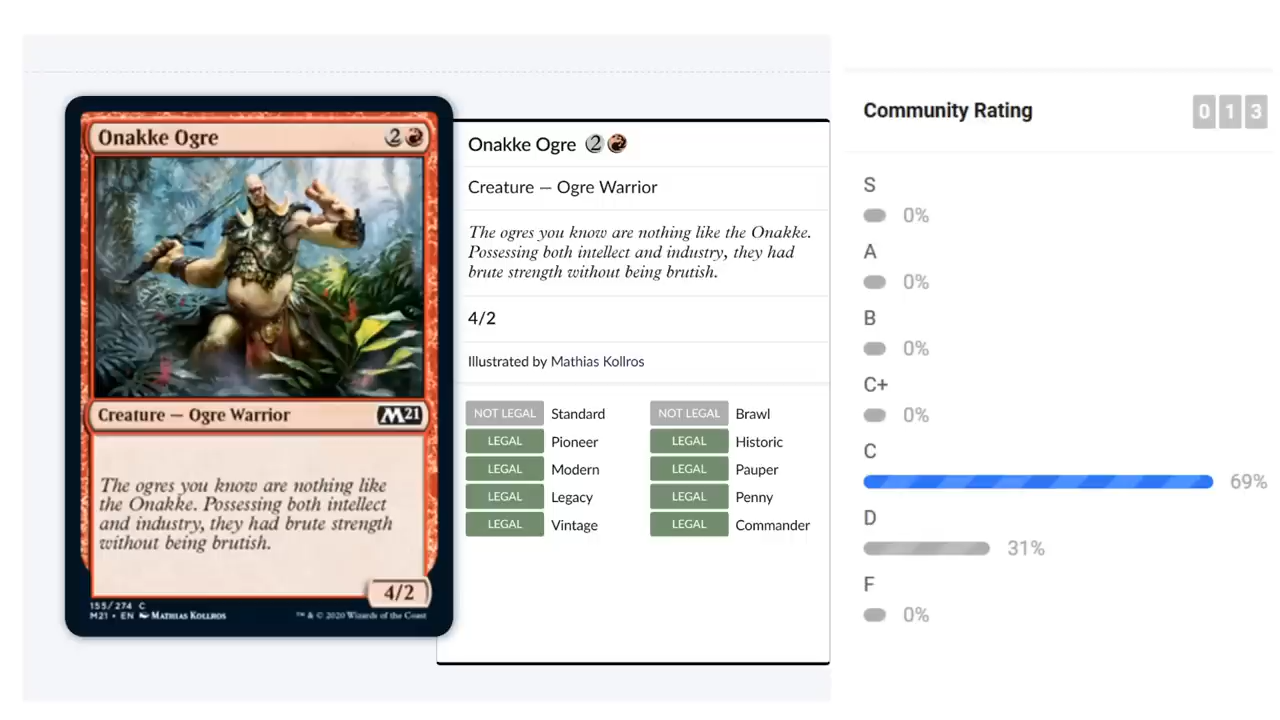 Onakke Ogre 2
Creature — Ogre Warrior
M21
The ogres you know are nothing like
the Onakke. Possessing both intellect
and industry, they had brute strength
without being brutish.
4/2
155/274 C
M21 • EN MATHIAS KOLLROS
™ & © 2020 Wizards of the Coast
Onakke Ogre 2
Creature — Ogre Warrior
The ogres you know are nothing like the Onakke.
Possessing both intellect and industry, they had
brute strength without being brutish.
4/2
Illustrated by Mathias Kollros
NOT LEGAL Standard NOT LEGAL Brawl
LEGAL Pioneer LEGAL Historic
LEGAL Modern LEGAL Pauper
LEGAL Legacy LEGAL Penny
LEGAL Vintage LEGAL Commander
Community Rating 0 1 3
S
0%
A
0%
B
0%
C+
0%
C
69%
D
31%
F
0%